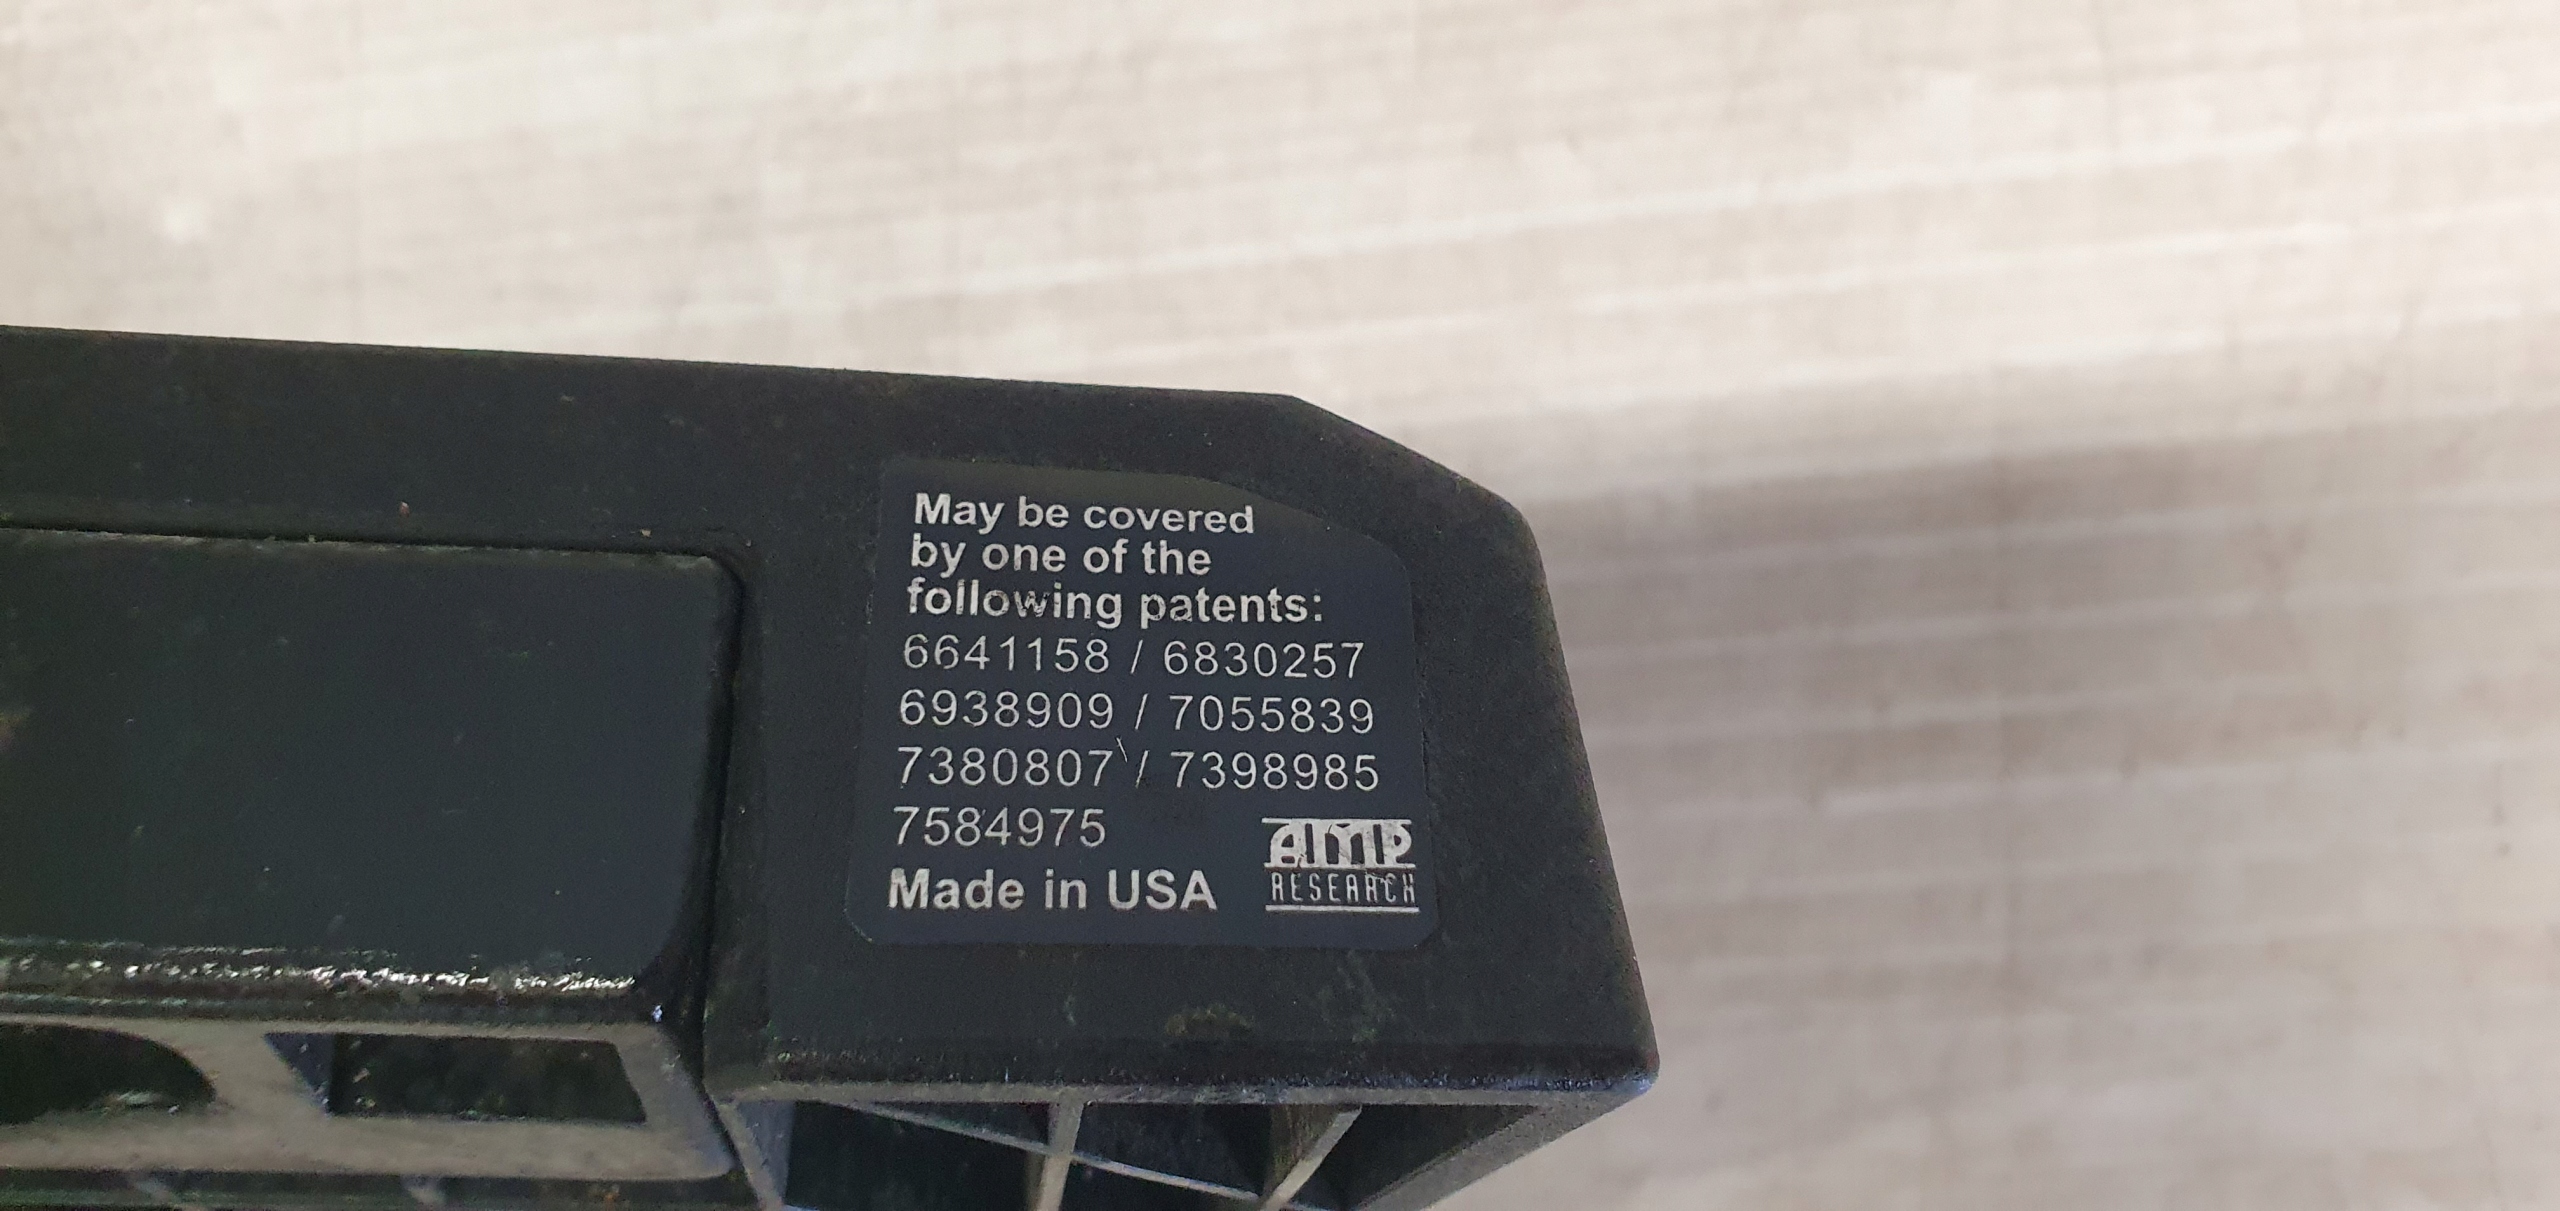 May be covered
by one of the
following patents:
6641158 / 6830257
6938909 / 7055839
7380807 / 7398985
7584975
Made in USA
AMP
RESEARCH